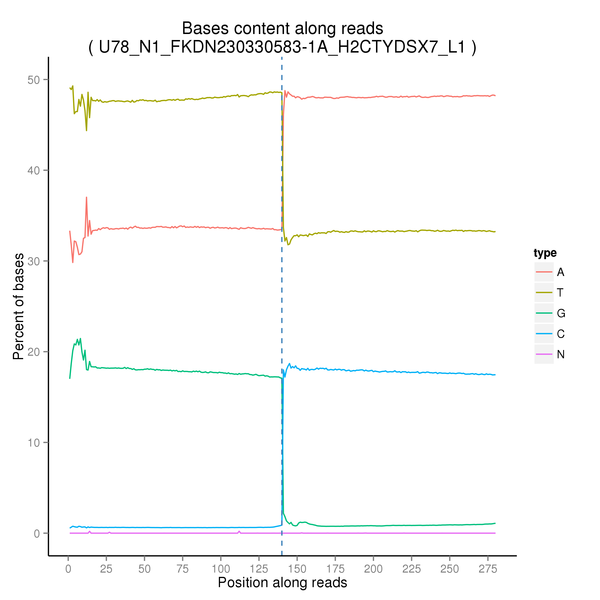 Bases content along reads
( U78_N1_FKDN230330583-1A_H2CTYDSX7_L1 )
50
40
30
20
10
0
Percent of bases
0 25 50 75 100 125 150 175 200 225 250 275
Position along reads
type
A
T
G
C
N